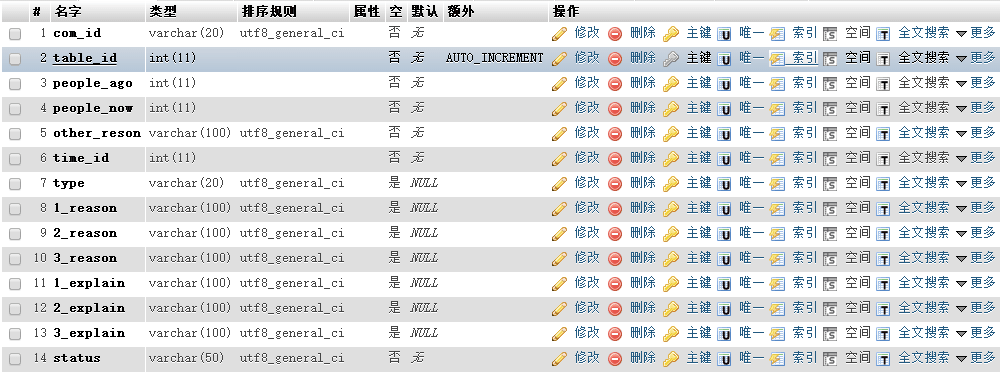 # 名字 类型 排序规则 属性 空 默认 额外 操作
1 com_id varchar(20) utf8_general_ci 否 无 修改 删除 主键 U 唯一 索引 S 空间 T 全文搜索 更多
2 table_id int(11) 否 无 AUTO_INCREMENT 修改 删除 主键 U 唯一 索引 S 空间 T 全文搜索 更多
3 people_ago int(11) 否 无 修改 删除 主键 U 唯一 索引 S 空间 T 全文搜索 更多
4 people_now int(11) 否 无 修改 删除 主键 U 唯一 索引 S 空间 T 全文搜索 更多
5 other_reson varchar(100) utf8_general_ci 否 无 修改 删除 主键 U 唯一 索引 S 空间 T 全文搜索 更多
6 time_id int(11) 否 无 修改 删除 主键 U 唯一 索引 S 空间 T 全文搜索 更多
7 type varchar(20) utf8_general_ci 是 NULL 修改 删除 主键 U 唯一 索引 S 空间 T 全文搜索 更多
8 1_reason varchar(100) utf8_general_ci 是 NULL 修改 删除 主键 U 唯一 索引 S 空间 T 全文搜索 更多
9 2_reason varchar(100) utf8_general_ci 是 NULL 修改 删除 主键 U 唯一 索引 S 空间 T 全文搜索 更多
10 3_reason varchar(100) utf8_general_ci 是 NULL 修改 删除 主键 U 唯一 索引 S 空间 T 全文搜索 更多
11 1_explain varchar(100) utf8_general_ci 是 NULL 修改 删除 主键 U 唯一 索引 S 空间 T 全文搜索 更多
12 2_explain varchar(100) utf8_general_ci 是 NULL 修改 删除 主键 U 唯一 索引 S 空间 T 全文搜索 更多
13 3_explain varchar(100) utf8_general_ci 是 NULL 修改 删除 主键 U 唯一 索引 S 空间 T 全文搜索 更多
14 status varchar(50) utf8_general_ci 否 无 修改 删除 主键 U 唯一 索引 S 空间 T 全文搜索 更多